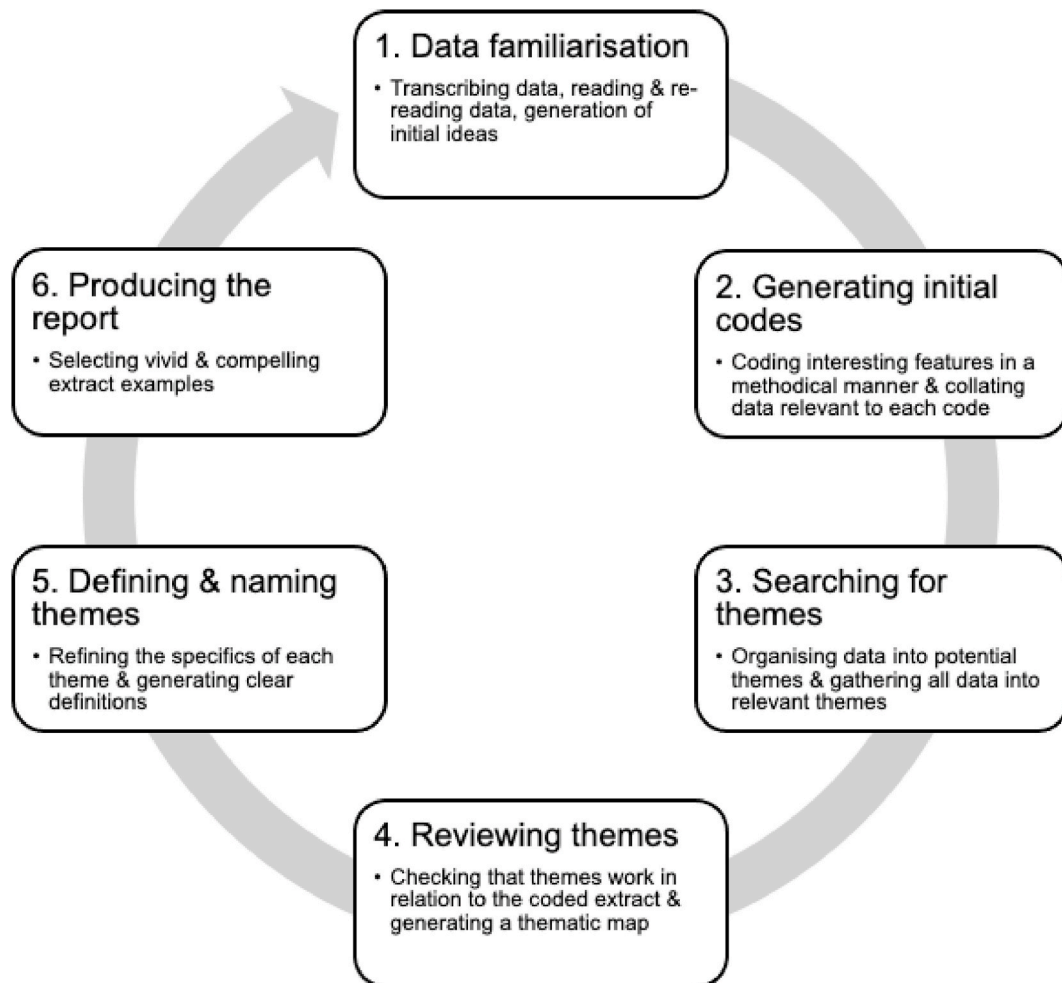 1. Data familiarisation
• Transcribing data, reading & re-
reading data, generation of
initial ideas
2. Generating initial
codes
• Coding interesting features in a
methodical manner & collating
data relevant to each code
3. Searching for
themes
• Organising data into potential
themes & gathering all data into
relevant themes
4. Reviewing themes
• Checking that themes work in
relation to the coded extract &
generating a thematic map
5. Defining & naming
themes
• Refining the specifics of each
theme & generating clear
definitions
6. Producing the
report
• Selecting vivid & compelling
extract examples